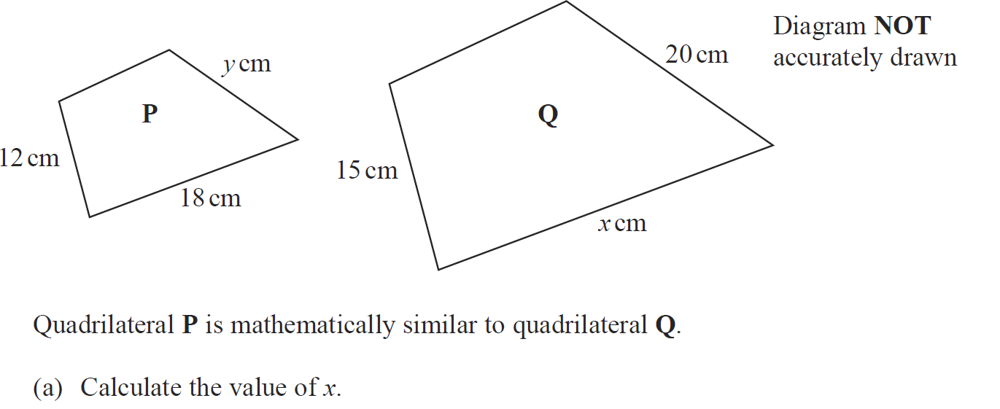 y cm
20 cm
Diagram NOT
accurately drawn
P
Q
12 cm
15 cm
18 cm
x cm
Quadrilateral P is mathematically similar to quadrilateral Q.
(a) Calculate the value of x.